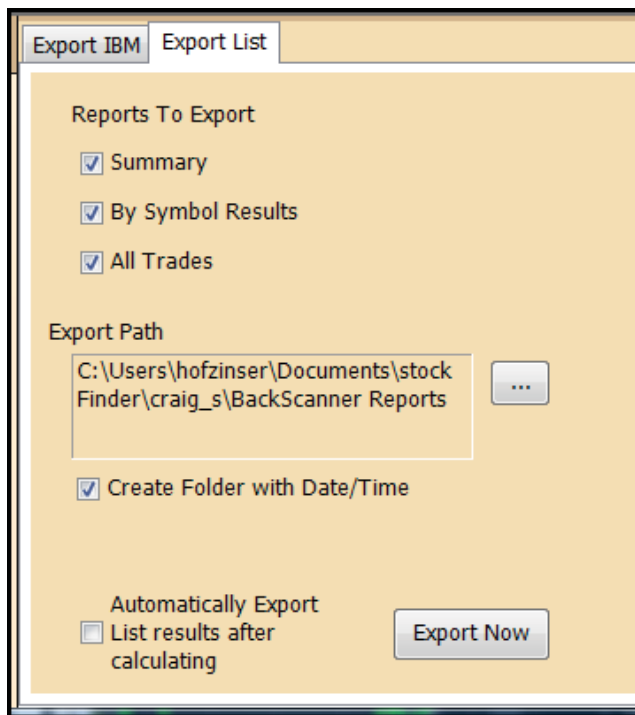 Export IBM
Export List
Reports To Export
Summary
By Symbol Results
All Trades
Export Path
C:\Users\hofzinser\Documents\stock
Finder\craig_s\BackScanner Reports
...
Create Folder with Date/Time
Automatically Export
List results after
calculating
Export Now